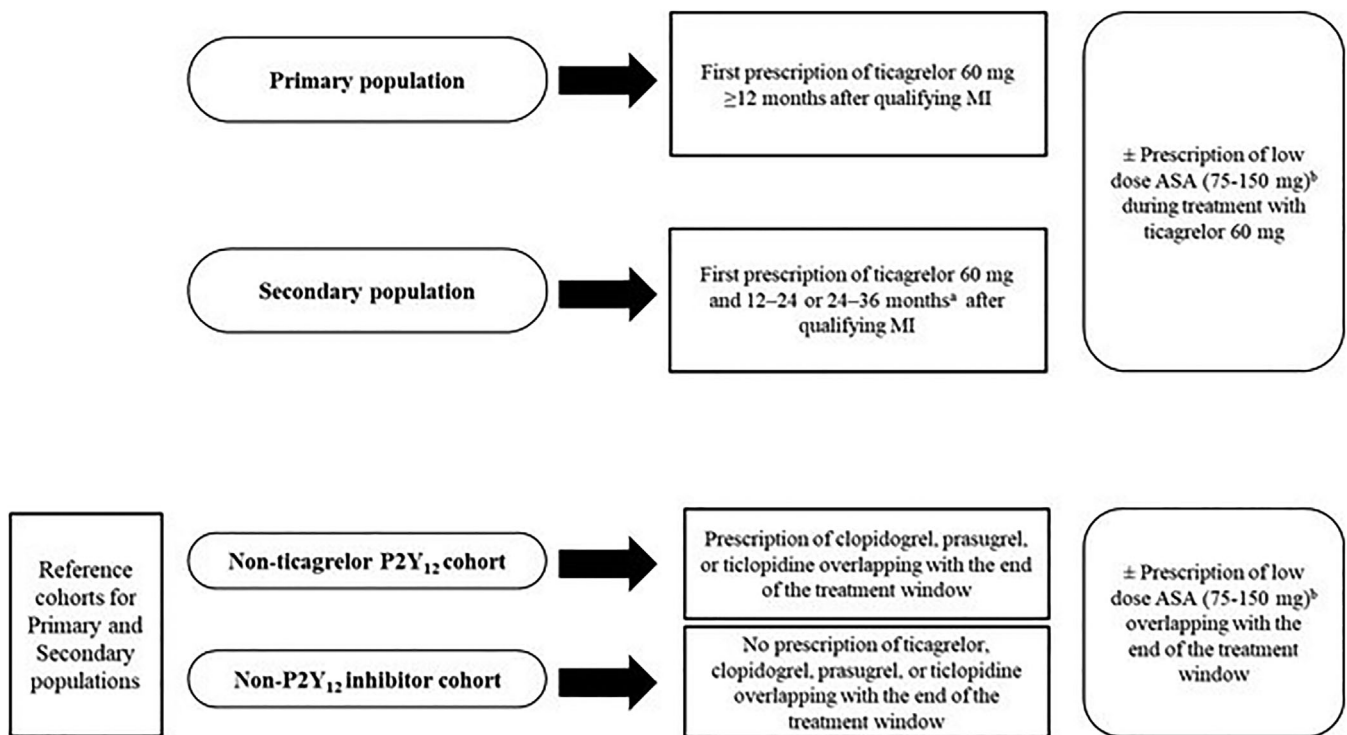 Primary population
First prescription of ticagrelor 60 mg
≥12 months after qualifying MI
± Prescription of low
dose ASA (75-150 mg)ᵇ
during treatment with
ticagrelor 60 mg
Secondary population
First prescription of ticagrelor 60 mg
and 12–24 or 24–36 monthsᵃ after
qualifying MI
Reference
cohorts for
Primary and
Secondary
populations
Non-ticagrelor P2Y₁₂ cohort
Prescription of clopidogrel, prasugrel,
or ticlopidine overlapping with the end
of the treatment window
Non-P2Y₁₂ inhibitor cohort
No prescription of ticagrelor,
clopidogrel, prasugrel, or ticlopidine
overlapping with the end of the
treatment window
± Prescription of low
dose ASA (75-150 mg)ᵇ
overlapping with the
end of the treatment
window